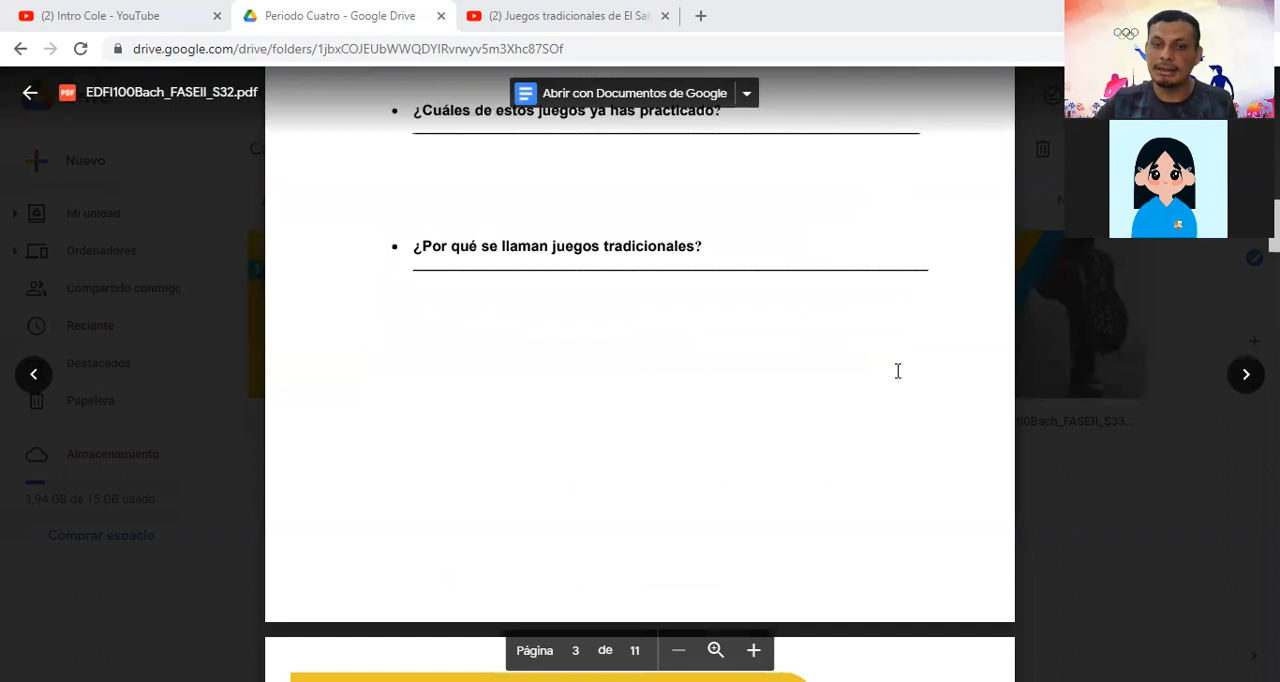 (2) Intro Cole - YouTube
Periodo Cuatro - Google Drive
(2) Juegos tradicionales de El Sal
drive.google.com/drive/folders/1jbxCOJEUbWWQDYlRvrwyv5m3Xhc87SOf
PDF
EDFI100Bach_FASEII_S32.pdf
Abrir con Documentos de Google
¿Cuáles de estos juegos ya has practicado?
Nuevo
Mi unidad
Ordenadores
¿Por qué se llaman juegos tradicionales?
Compartido conmigo
Reciente
Destacados
Papelera
00Bach_FASEII_S33...
Almacenamiento
1,94 GB de 15 GB usado
Comprar espacio
Página 3 de 11